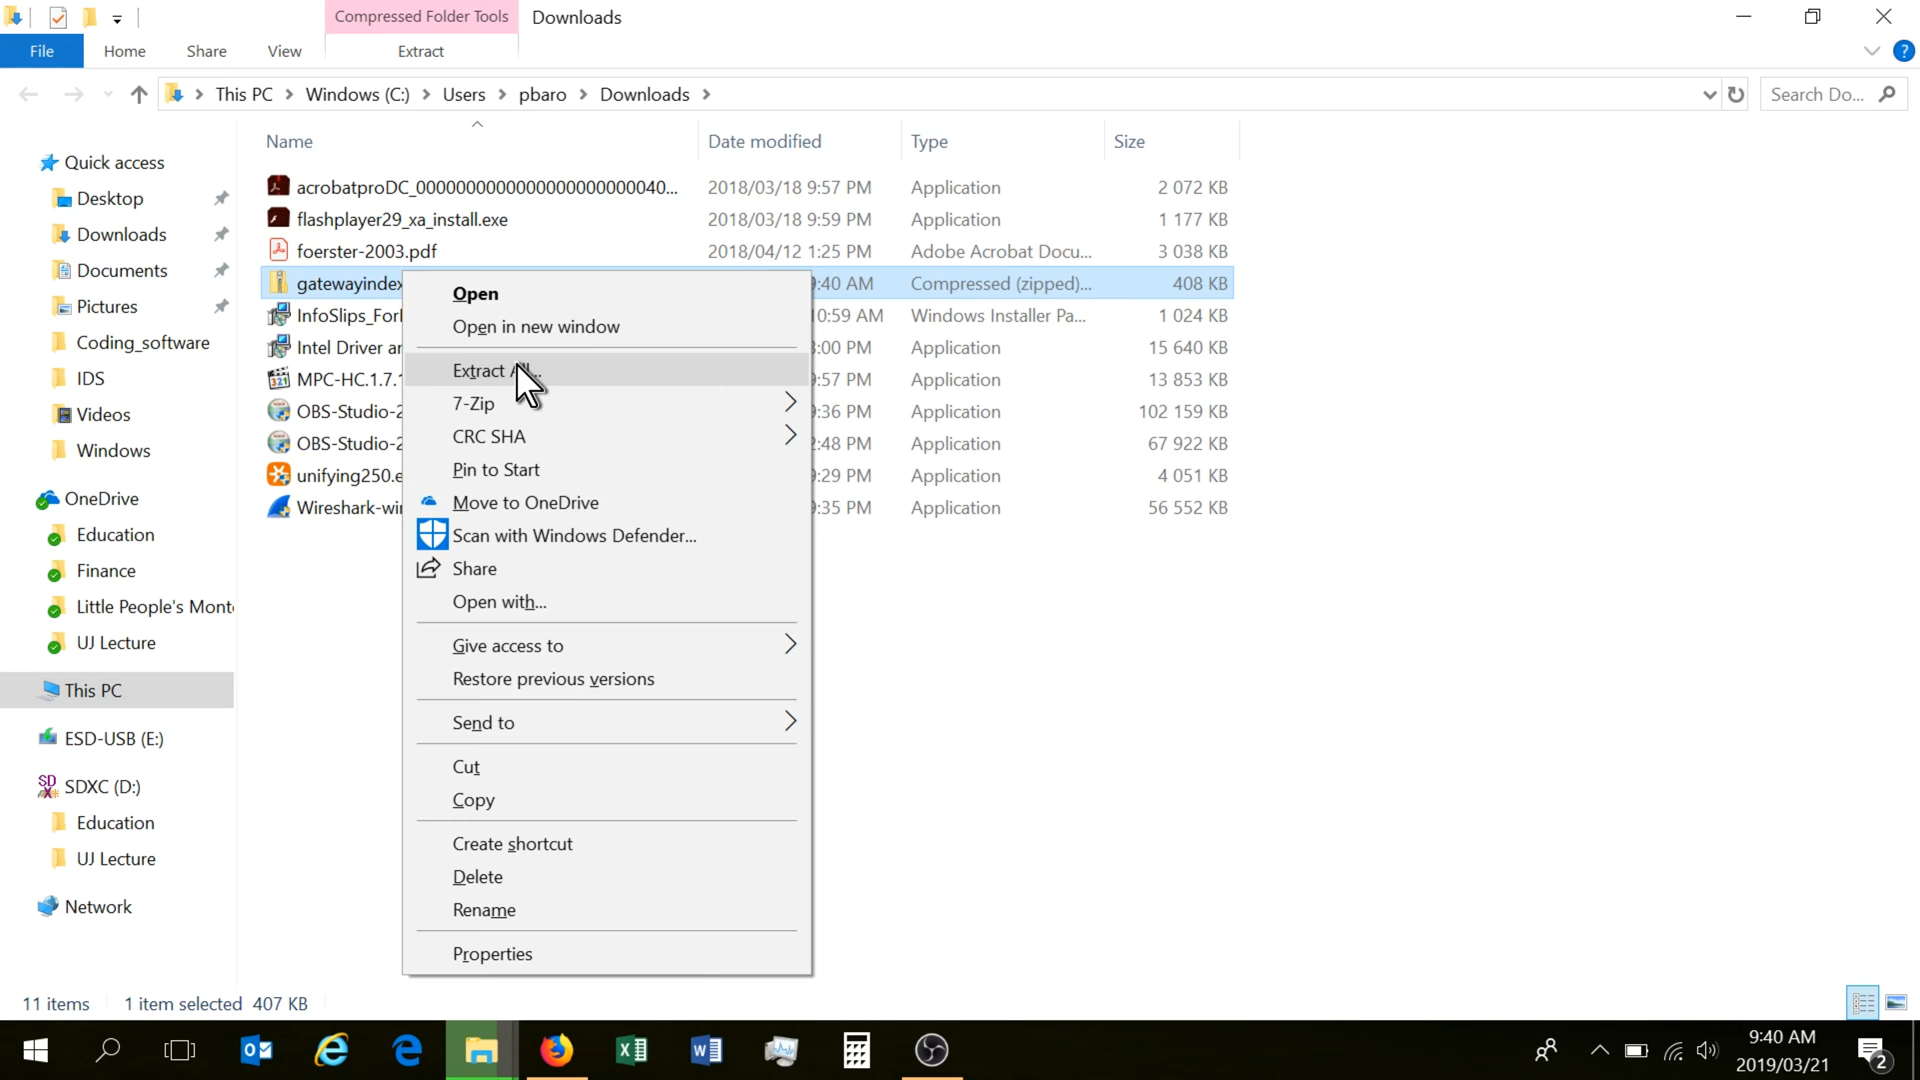 Compressed Folder Tools Downloads
File Home Share View Extract
This PC Windows (C:) Users pbaro Downloads
Search Do...
Name Date modified Type Size
acrobatproDC_ 2018/03/18 9:57 PM Application 2 072 KB
flashplayer29_xa_install.exe 2018/03/18 9:59 PM Application 1 177 KB
foerster-2003.pdf 2018/04/12 1:25 PM Adobe Acrobat Docu... 3 038 KB
gatewayindex :40 AM Compressed (zipped)... 408 KB
InfoSlips_For 0:59 AM Windows Installer Pa... 1 024 KB
Intel Driver ar :00 PM Application 15 640 KB
MPC-HC.1.7. :57 PM Application 13 853 KB
OBS-Studio-2 :36 PM Application 102 159 KB
OBS-Studio-2 :48 PM Application 67 922 KB
unifying250.e :29 PM Application 4 051 KB
Wireshark-wi :35 PM Application 56 552 KB
Quick access
Desktop
Downloads
Documents
Pictures
Coding_software
IDS
Videos
Windows
OneDrive
Education
Finance
Little People's Mont
UJ Lecture
This PC
ESD-USB (E:)
SDXC (D:)
Education
UJ Lecture
Network
Open
Open in new window
Extract All...
7-Zip
CRC SHA
Pin to Start
Move to OneDrive
Scan with Windows Defender...
Share
Open with...
Give access to
Restore previous versions
Send to
Cut
Copy
Create shortcut
Delete
Rename
Properties
11 items 1 item selected 407 KB
9:40 AM
2019/03/21
2